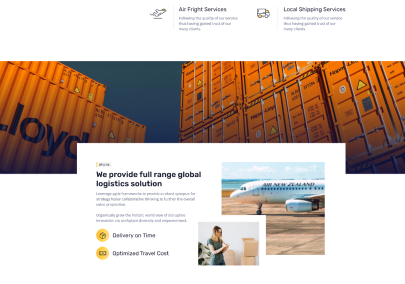 Air Fright Services
Following the quality of our service
thus having gained trust of our
many clients.
Local Shipping Services
Following the quality of our service
thus having gained trust of our
many clients.
We provide full range global
logistics solution
Leverage agile frameworks to provide a robust synopsis for
strategy foster collaborative thinking to further the overall
value proposition.
Organically grow the holistic world view of disruptive
innovation via workplace diversity and empowerment.
Delivery on Time
Optimized Travel Cost
AIR NEW ZEALAND